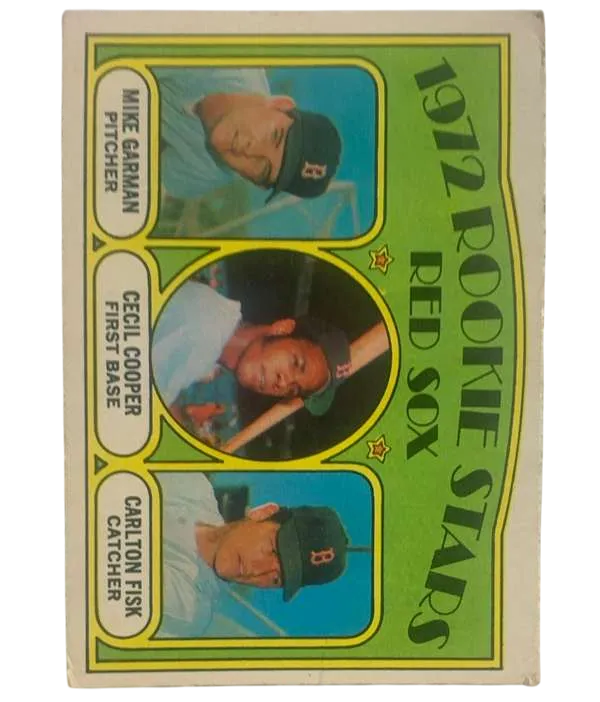 1972 ROOKIE STARS
RED SOX
MIKE GARMAN
PITCHER
CECIL COOPER
FIRST BASE
CARLTON FISK
CATCHER
B
B
B